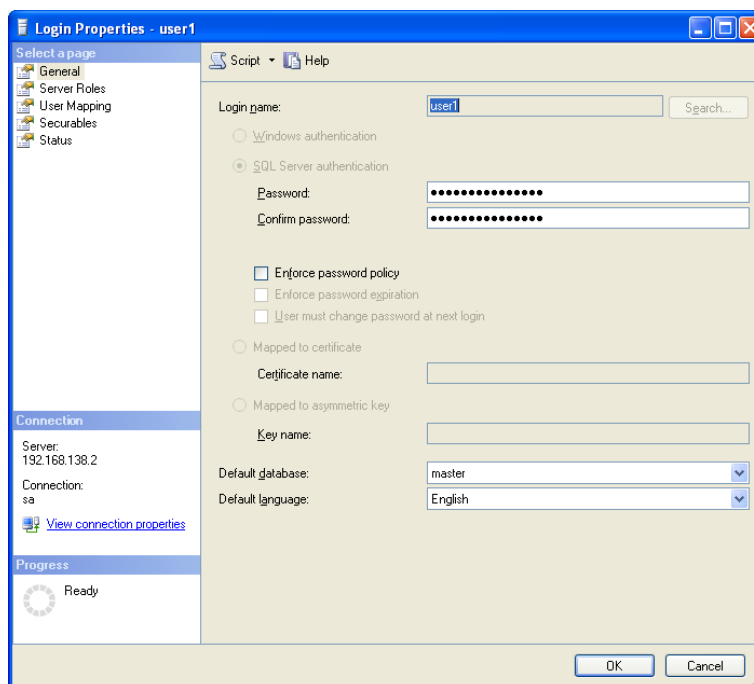 Login Properties - user1
Select a page
General
Server Roles
User Mapping
Securables
Status
Script
Help
Login name:
user1
Search...
Windows authentication
SQL Server authentication
Password:
●●●●●●●●●●●●●●●
Confirm password:
●●●●●●●●●●●●●●●
Enforce password policy
Enforce password expiration
User must change password at next login
Mapped to certificate
Certificate name:
Mapped to asymmetric key
Key name:
Default database:
master
Default language:
English
Connection
Server:
192.168.138.2
Connection:
sa
View connection properties
Progress
Ready
OK
Cancel